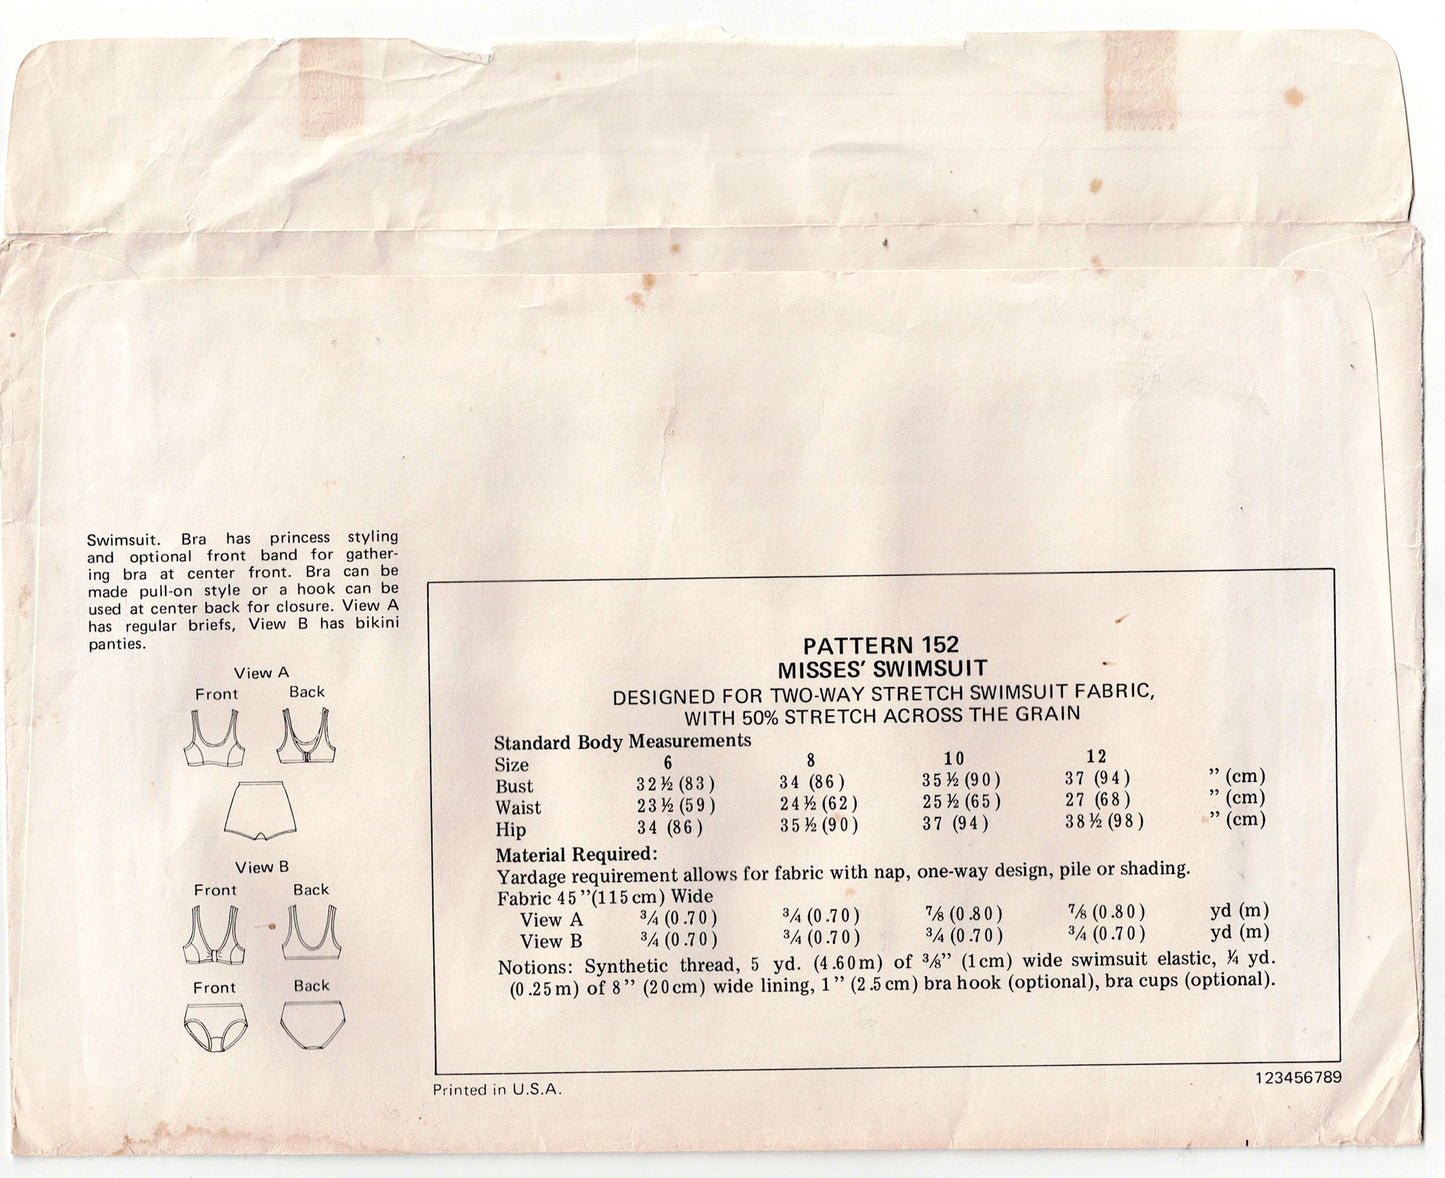 Swimsuit. Bra has princess styling
and optional front band for gather-
ing bra at center front. Bra can be
made pull-on style or a hook can be
used at center back for closure. View A
has regular briefs, View B has bikini
panties.
View A
Front Back
View B
Front Back
Front Back
PATTERN 152
MISSES’ SWIMSUIT
DESIGNED FOR TWO-WAY STRETCH SWIMSUIT FABRIC,
WITH 50% STRETCH ACROSS THE GRAIN
Standard Body Measurements
Size 6 8 10 12
Bust 32½ (83) 34 (86) 35½ (90) 37 (94) ” (cm)
Waist 23½ (59) 24½ (62) 25½ (65) 27 (68) ” (cm)
Hip 34 (86) 35½ (90) 37 (94) 38½ (98) ” (cm)
Material Required:
Yardage requirement allows for fabric with nap, one-way design, pile or shading.
Fabric 45”(115cm) Wide
View A ¾ (0.70) ¾ (0.70) ⅞ (0.80) ⅞ (0.80) yd (m)
View B ¾ (0.70) ¾ (0.70) ¾ (0.70) ¾ (0.70) yd (m)
Notions: Synthetic thread, 5 yd. (4.60m) of ⅜” (1cm) wide swimsuit elastic, ¼ yd.
(0.25m) of 8” (20cm) wide lining, 1” (2.5cm) bra hook (optional), bra cups (optional).
Printed in U.S.A.
123456789